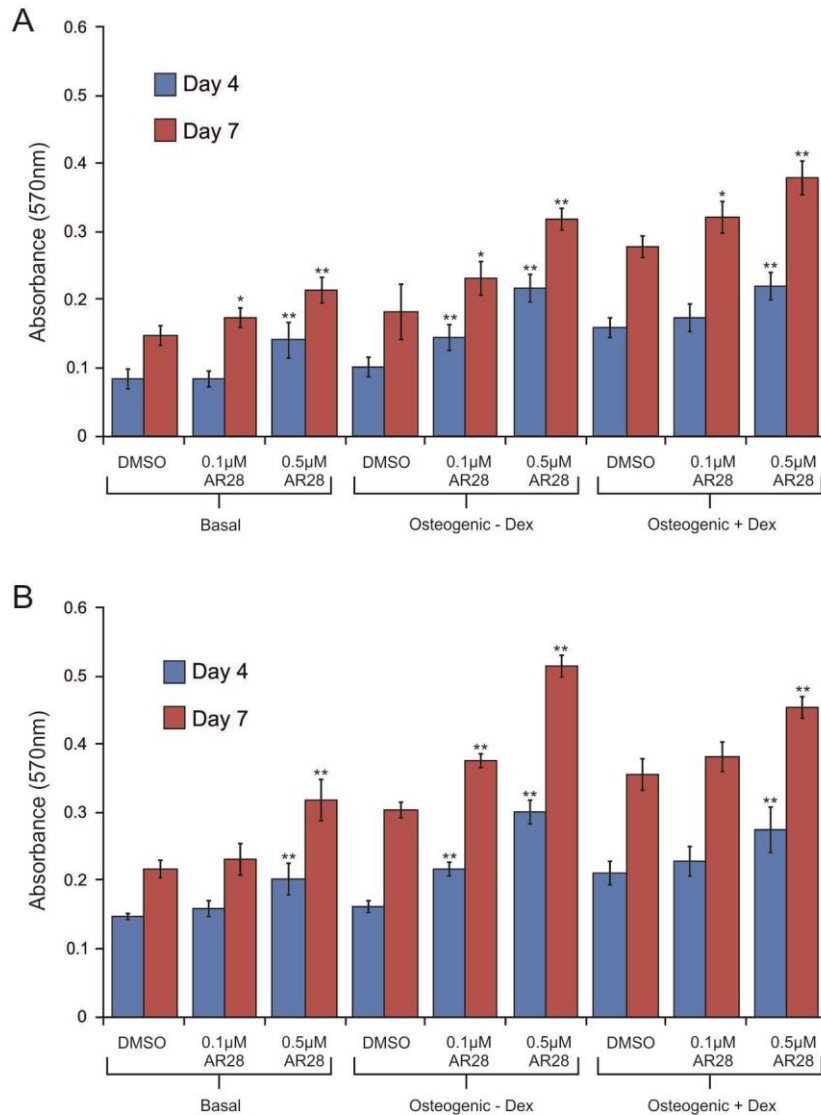 A
0.6
Day 4
0.5
Day 7
0.4
**
**
*
Absorbance (570nm)
0.3
*
**
**
**
*
0.2
**
**
0.1
0
DMSO 0.1µM AR28 0.5µM AR28 DMSO 0.1µM AR28 0.5µM AR28 DMSO 0.1µM AR28 0.5µM AR28
Basal Osteogenic - Dex Osteogenic + Dex
B
0.6
**
Day 4
0.5
Day 7
**
0.4
**
Absorbance (570nm)
**
0.3
**
**
**
**
0.2
0.1
0
DMSO 0.1µM AR28 0.5µM AR28 DMSO 0.1µM AR28 0.5µM AR28 DMSO 0.1µM AR28 0.5µM AR28
Basal Osteogenic - Dex Osteogenic + Dex